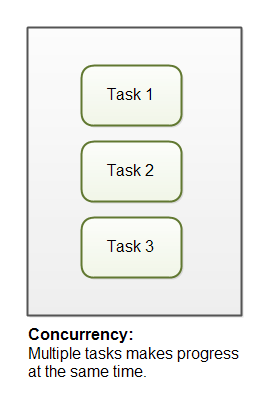 Task 1
Task 2
Task 3
Concurrency:
Multiple tasks makes progress
at the same time.